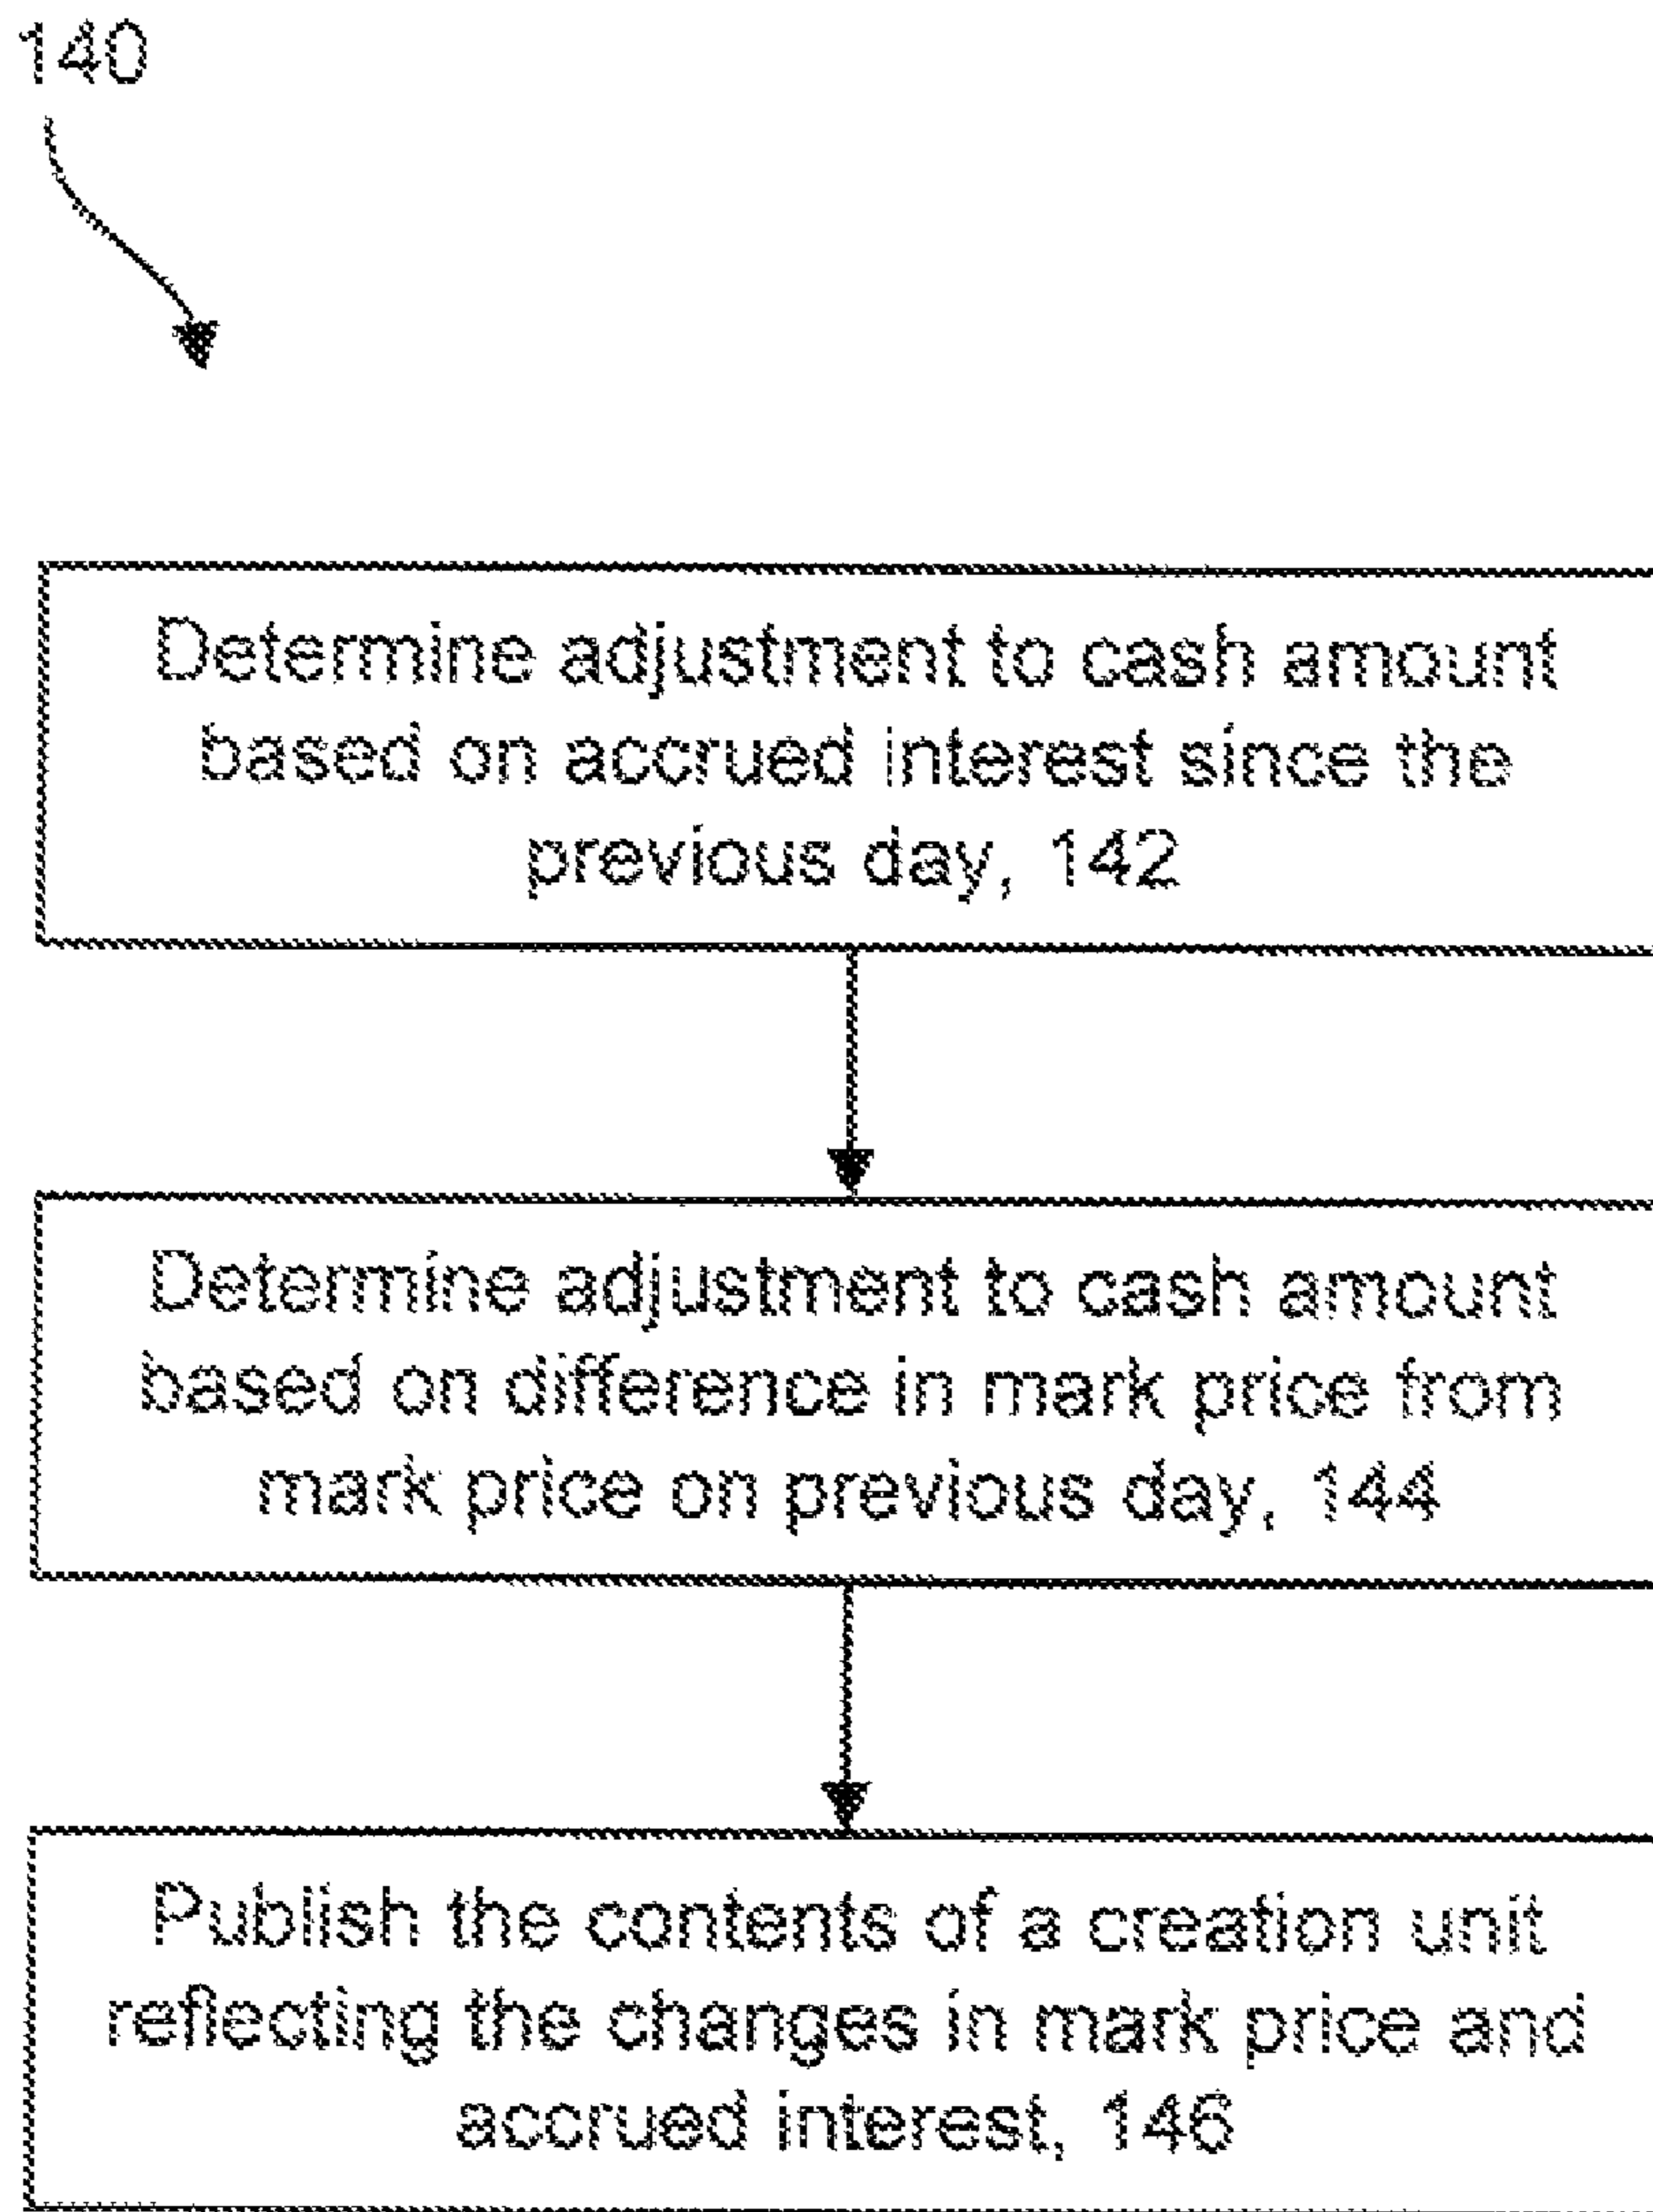 140
Determine adjustment to cash amount
based on accrued interest since the
previous day, 142
Determine adjustment to cash amount
based on difference in mark price from
mark price on previous day, 144
Publish the contents of a creation unit
reflecting the changes in mark price and
accrued interest, 146